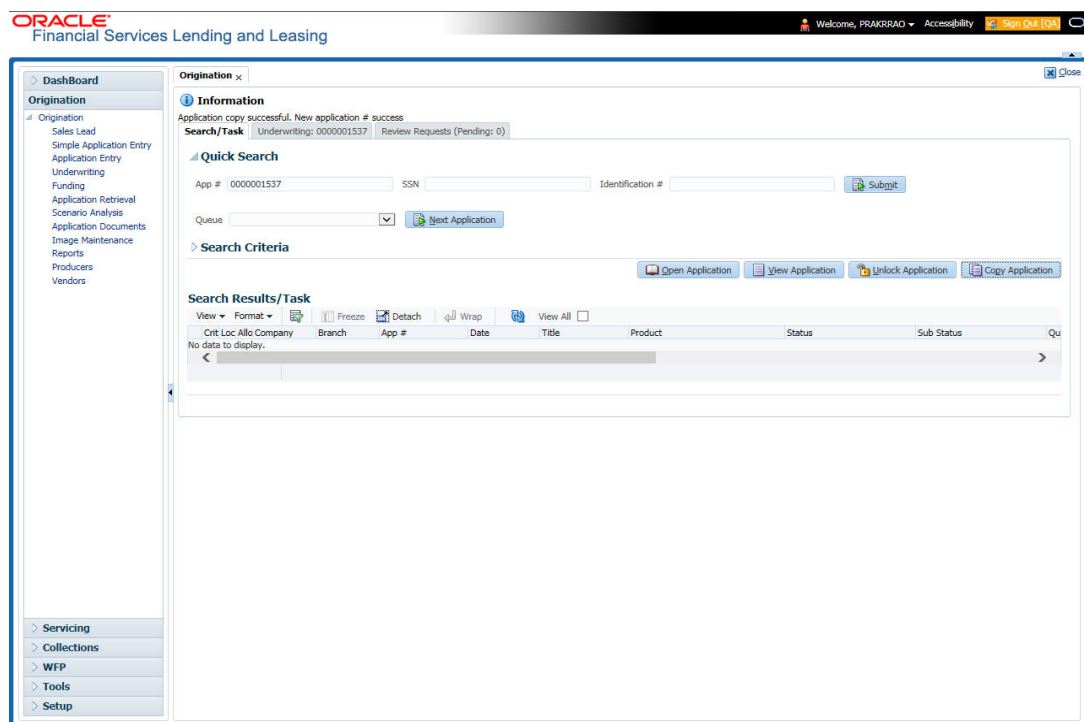 ORACLE
Financial Services Lending and Leasing
Welcome, PRAKRRAO Accessibility Sign Out [QA]
Close
DashBoard
Origination
Origination
Sales Lead
Simple Application Entry
Application Entry
Underwriting
Funding
Application Retrieval
Scenario Analysis
Application Documents
Image Maintenance
Reports
Producers
Vendors
Servicing
Collections
WFP
Tools
Setup
Origination x
Information
Application copy successful. New application # success
Search/Task Underwriting: 0000001537 Review Requests (Pending: 0)
Quick Search
App # 0000001537 SSN Identification # Submit
Queue Next Application
Search Criteria
Open Application View Application Unlock Application Copy Application
Search Results/Task
View Format Freeze Detach Wrap View All
Crit Loc Allo Company Branch App # Date Title Product Status Sub Status Qu
No data to display.